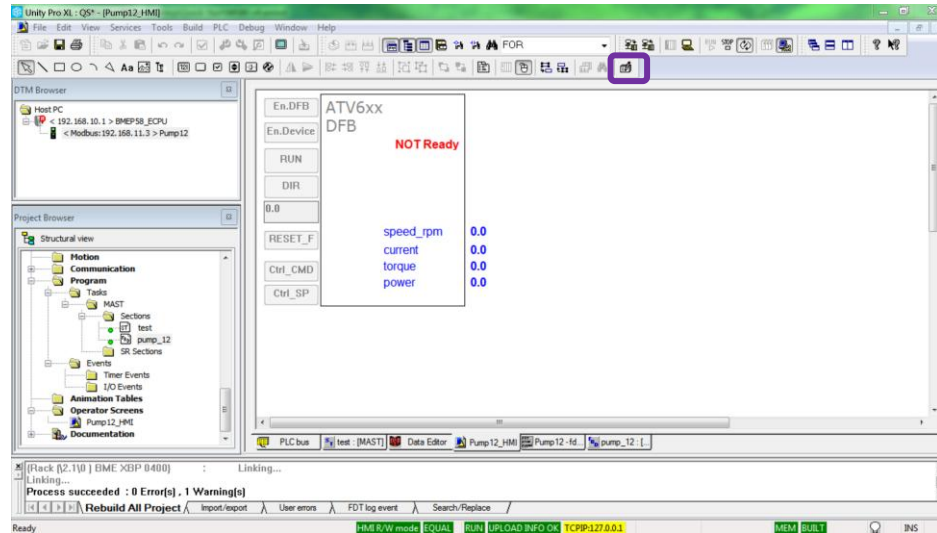 Unity Pro XL : QS* - [Pump12_HMI]
File Edit View Services Tools Build PLC Debug Window Help
FOR
DTM Browser
Host PC
< 192.168.10.1 > BMEP58_ECPU
< Modbus: 192.168.11.3 > Pump12
Project Browser
Structural view
Motion
Communication
Program
Tasks
MAST
Sections
test
pump_12
SR Sections
Events
Timer Events
I/O Events
Animation Tables
Operator Screens
Pump12_HMI
Documentation
En.DFB
En.Device
RUN
DIR
0.0
RESET_F
Ctrl_CMD
Ctrl_SP
ATV6xx
DFB
NOT Ready
speed_rpm 0.0
current 0.0
torque 0.0
power 0.0
PLC bus test : [MAST] Data Editor Pump12_HMI Pump12 - fd... pump_12 : [...
{Rack (\2.1\0 ) BME XBP 0400} : Linking...
Linking...
Process succeeded : 0 Error(s) , 1 Warning(s)
Rebuild All Project Import/export User errors FDT log event Search/Replace
Ready HMI R/W mode EQUAL RUN UPLOAD INFO OK TCPIP:127.0.0.1 MEM BUILT INS